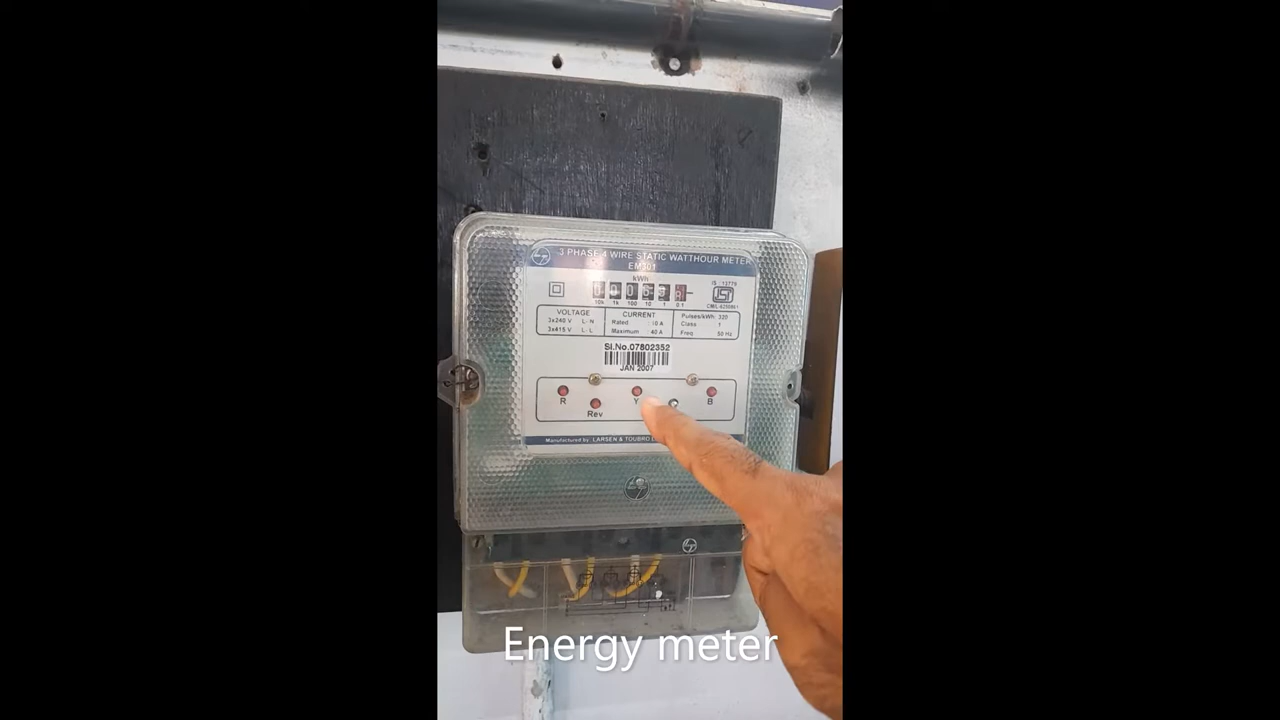 3 PHASE 4 WIRE STATIC WATTHOUR METER
EM301
kWh
IS 13779
10k 1k 100 10 1 0.1
CM/L-6250961
VOLTAGE
3x240 V L-N
3x415 V L-L
CURRENT
Rated :10 A
Maximum : 40 A
Pulses/kWh: 320
Class : 1
Freq : 50 Hz
Sl.No.07802352
JAN 2007
R Y B
Rev
Manufactured by: LARSEN & TOUBRO
Energy meter